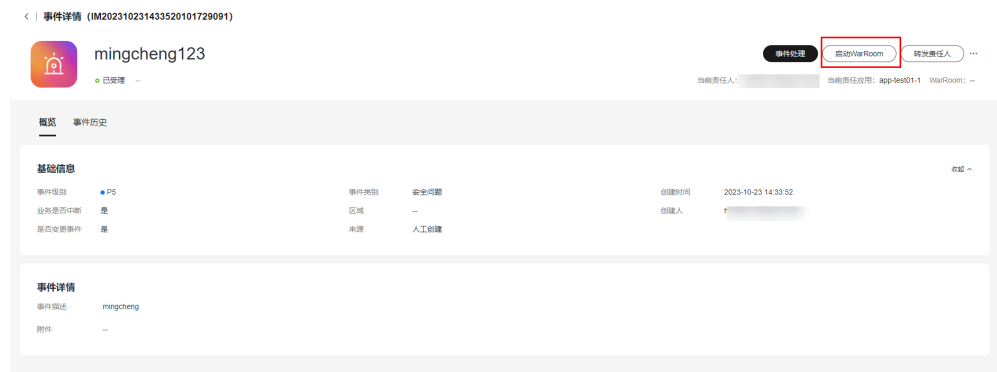 < | 事件详情（IM202310231433520101729091）
mingcheng123
事件处理 启动WarRoom 转发责任人 ···
已受理 --
当前责任人： 当前责任应用：app-test01-1 WarRoom：--
概览 事件历史
基础信息 收起
事件级别 P5 事件类别 安全问题 创建时间 2023-10-23 14:33:52
业务是否中断 是 区域 -- 创建人
是否变更事件 是 来源 人工创建
事件详情
事件描述 mingcheng
附件 --